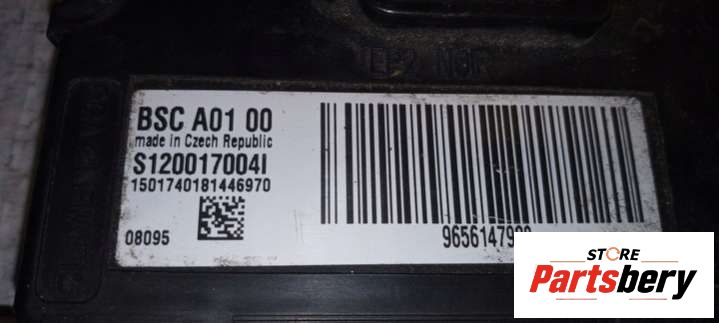 BSC A01 00
made in Czech Republic
S120017004I
1501740181446970
08095
STORE
Partsbery